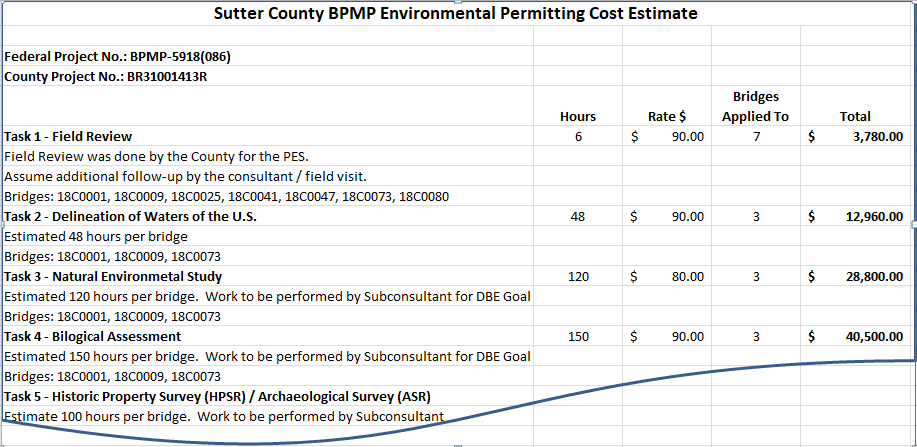 Sutter County BPMP Environmental Permitting Cost Estimate
Federal Project No.: BPMP-5918(086)
County Project No.: BR31001413R
Bridges
Hours Rate $ Applied To Total
Task 1 - Field Review 6 $ 90.00 7 $ 3,780.00
Field Review was done by the County for the PES.
Assume additional follow-up by the consultant / field visit.
Bridges: 18C0001, 18C0009, 18C0025, 18C0041, 18C0047, 18C0073, 18C0080
Task 2 - Delineation of Waters of the U.S. 48 $ 90.00 3 $ 12,960.00
Estimated 48 hours per bridge
Bridges: 18C0001, 18C0009, 18C0073
Task 3 - Natural Environmetal Study 120 $ 80.00 3 $ 28,800.00
Estimated 120 hours per bridge.  Work to be performed by Subconsultant for DBE Goal
Bridges: 18C0001, 18C0009, 18C0073
Task 4 - Bilogical Assessment 150 $ 90.00 3 $ 40,500.00
Estimated 150 hours per bridge.  Work to be performed by Subconsultant for DBE Goal
Bridges: 18C0001, 18C0009, 18C0073
Task 5 - Historic Property Survey (HPSR) / Archaeological Survey (ASR)
Estimate 100 hours per bridge.  Work to be performed by Subconsultant